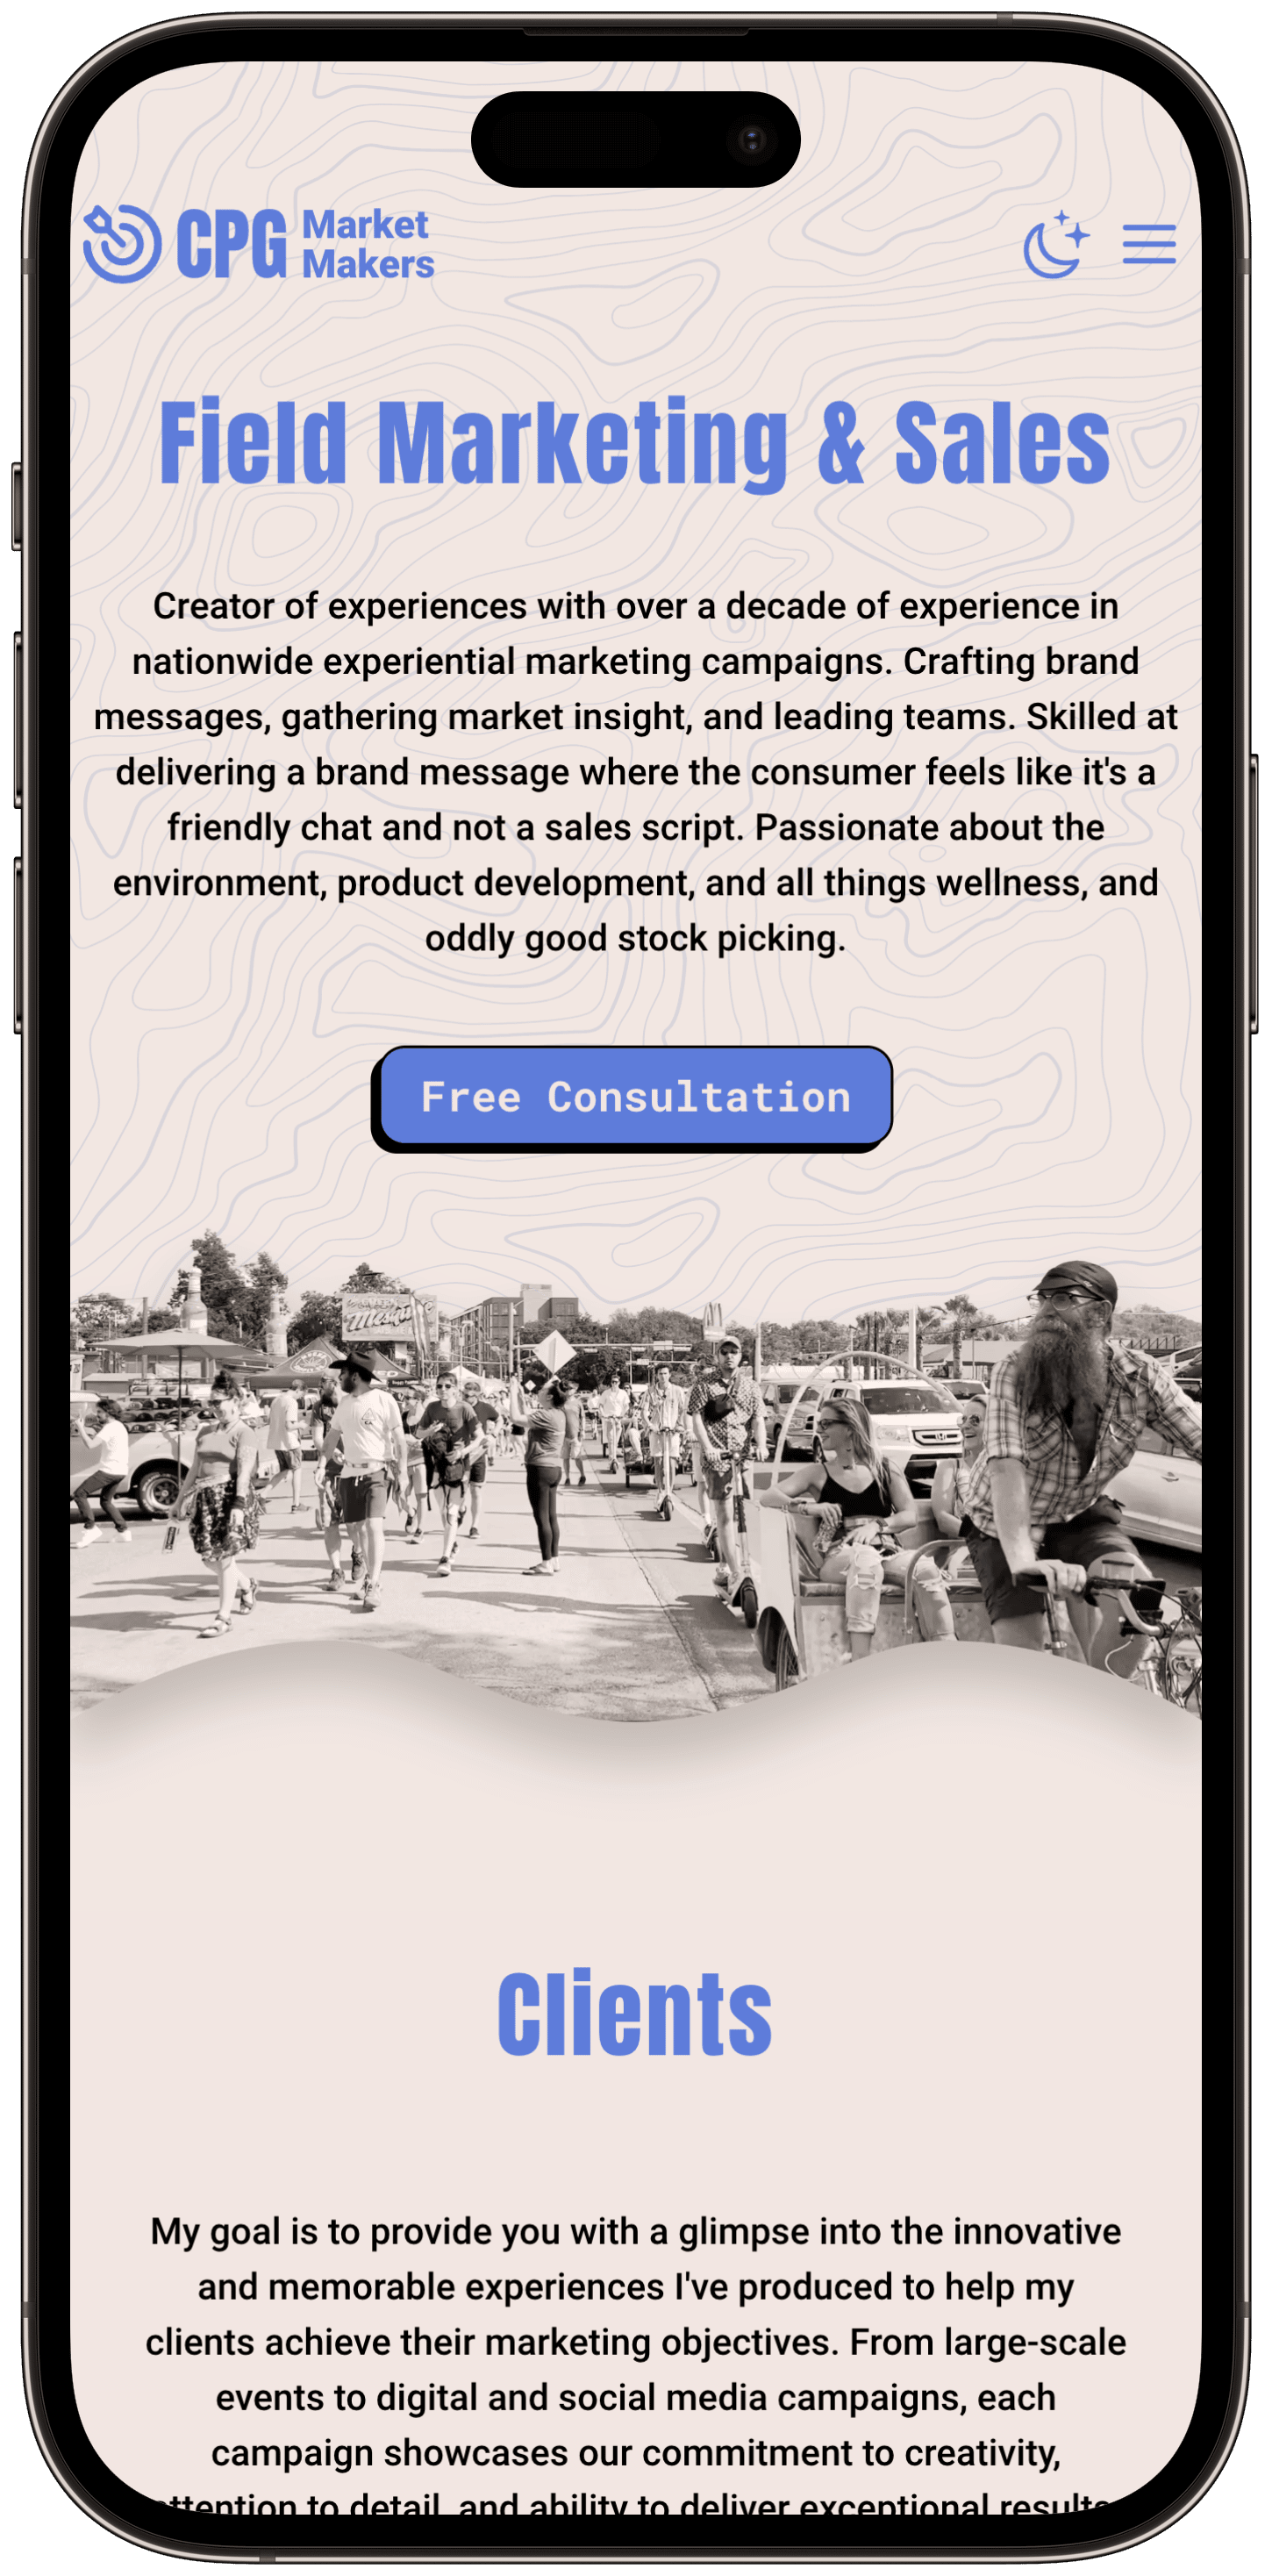 CPG Market
Makers
Field Marketing & Sales
Creator of experiences with over a decade of experience in
nationwide experiential marketing campaigns. Crafting brand
messages, gathering market insight, and leading teams. Skilled at
delivering a brand message where the consumer feels like it's a
friendly chat and not a sales script. Passionate about the
environment, product development, and all things wellness, and
oddly good stock picking.
Free Consultation
Clients
My goal is to provide you with a glimpse into the innovative
and memorable experiences I've produced to help my
clients achieve their marketing objectives. From large-scale
events to digital and social media campaigns, each
campaign showcases our commitment to creativity,
attention to detail, and ability to deliver exceptional results